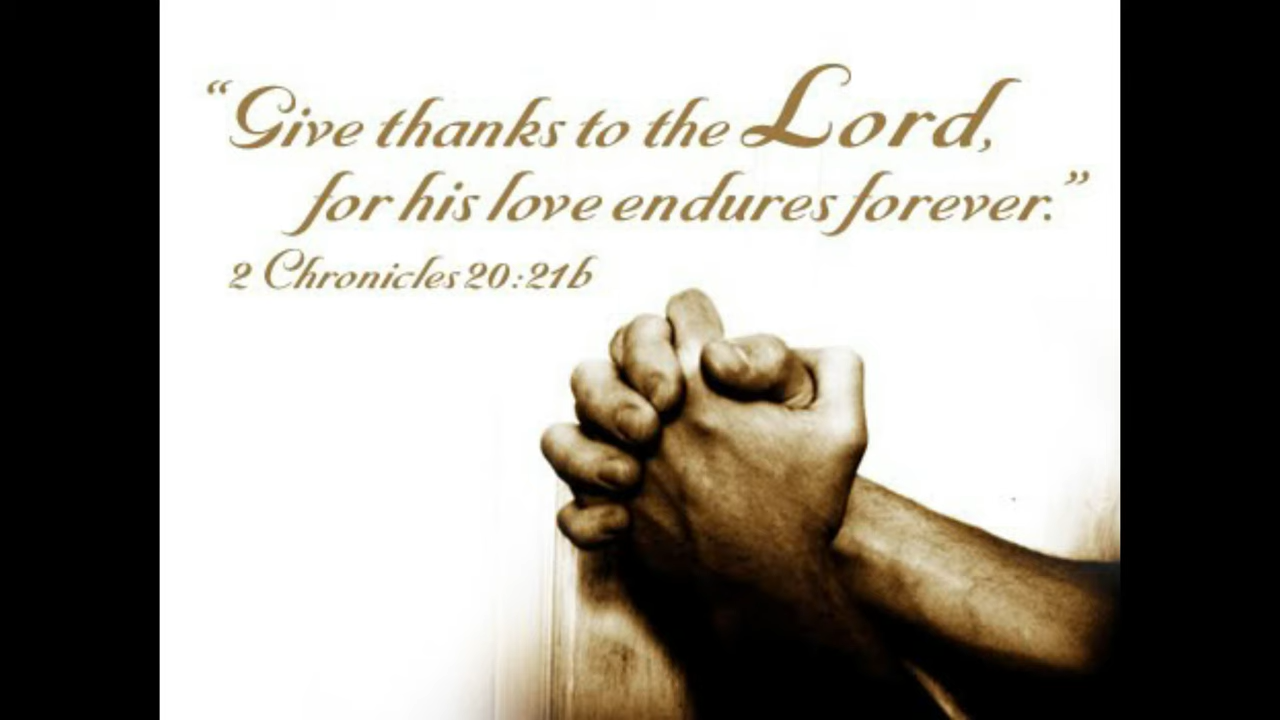 “Give thanks to the Lord,
for his love endures forever.”
2 Chronicles 20:21b